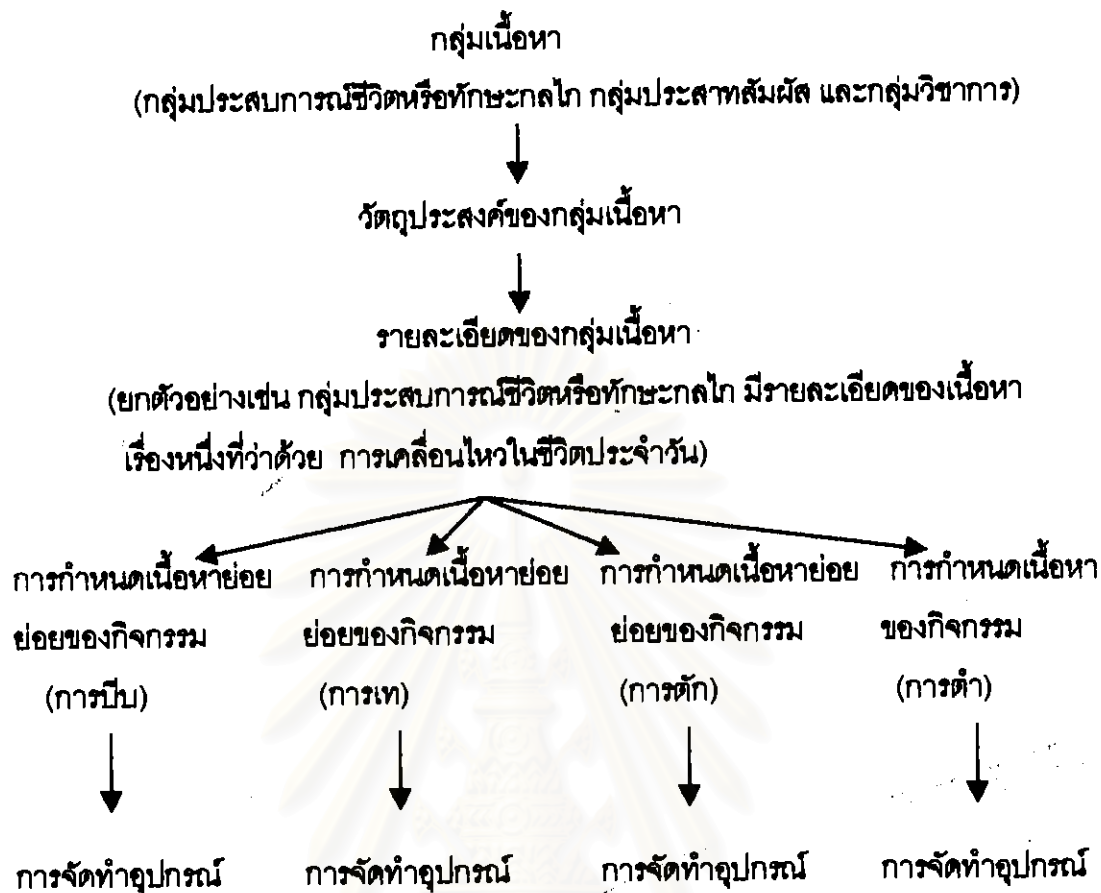 กลุ่มเนื้อหา
(กลุ่มประสบการณ์ชีวิตหรือทักษะกลไก กลุ่มประสาทสัมผัส และกลุ่มวิชาการ)
วัตถุประสงค์ของกลุ่มเนื้อหา
รายละเอียดของกลุ่มเนื้อหา
(ยกตัวอย่างเช่น กลุ่มประสบการณ์ชีวิตหรือทักษะกลไก มีรายละเอียดของเนื้อหา
เรื่องหนึ่งที่ว่าด้วย การเคลื่อนไหวในชีวิตประจำวัน)
การกำหนดเนื้อหาย่อย การกำหนดเนื้อหาย่อย การกำหนดเนื้อหาย่อย การกำหนดเนื้อหา
ย่อยของกิจกรรม ย่อยของกิจกรรม ย่อยของกิจกรรม ของกิจกรรม
(การบีบ) (การเท) (การตัก) (การตำ)
การจัดทำอุปกรณ์ การจัดทำอุปกรณ์ การจัดทำอุปกรณ์ การจัดทำอุปกรณ์